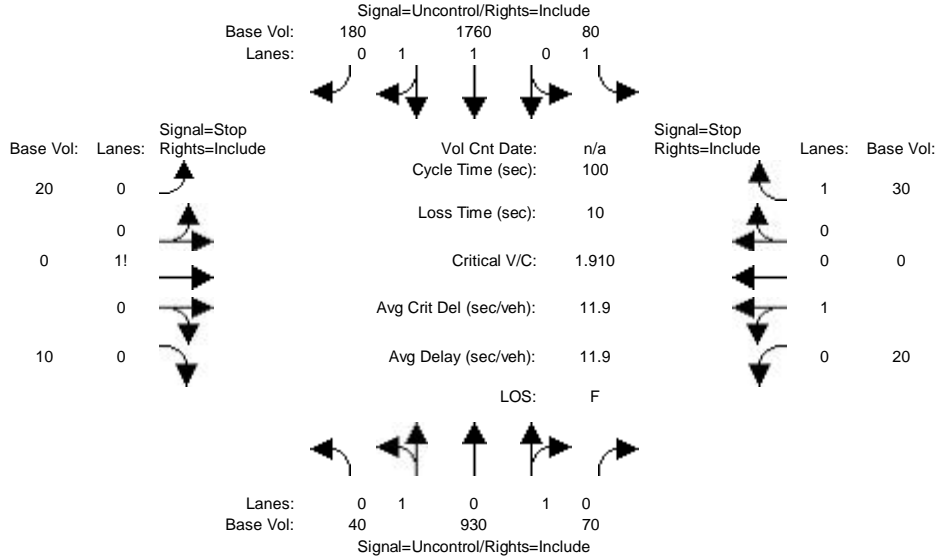 Signal=Uncontrol/Rights=Include
Base Vol: 180 1760 80
Lanes: 0 1 1 0 1
Signal=Stop Signal=Stop
Base Vol: Lanes: Rights=Include Vol Cnt Date: n/a Rights=Include Lanes: Base Vol:
Cycle Time (sec): 100
20 0 1 30
Loss Time (sec): 10
0 0
0 1! Critical V/C: 1.910 0 0
0 Avg Crit Del (sec/veh): 11.9 1
10 0 Avg Delay (sec/veh): 11.9 0 20
LOS: F
Lanes: 0 1 0 1 0
Base Vol: 40 930 70
Signal=Uncontrol/Rights=Include